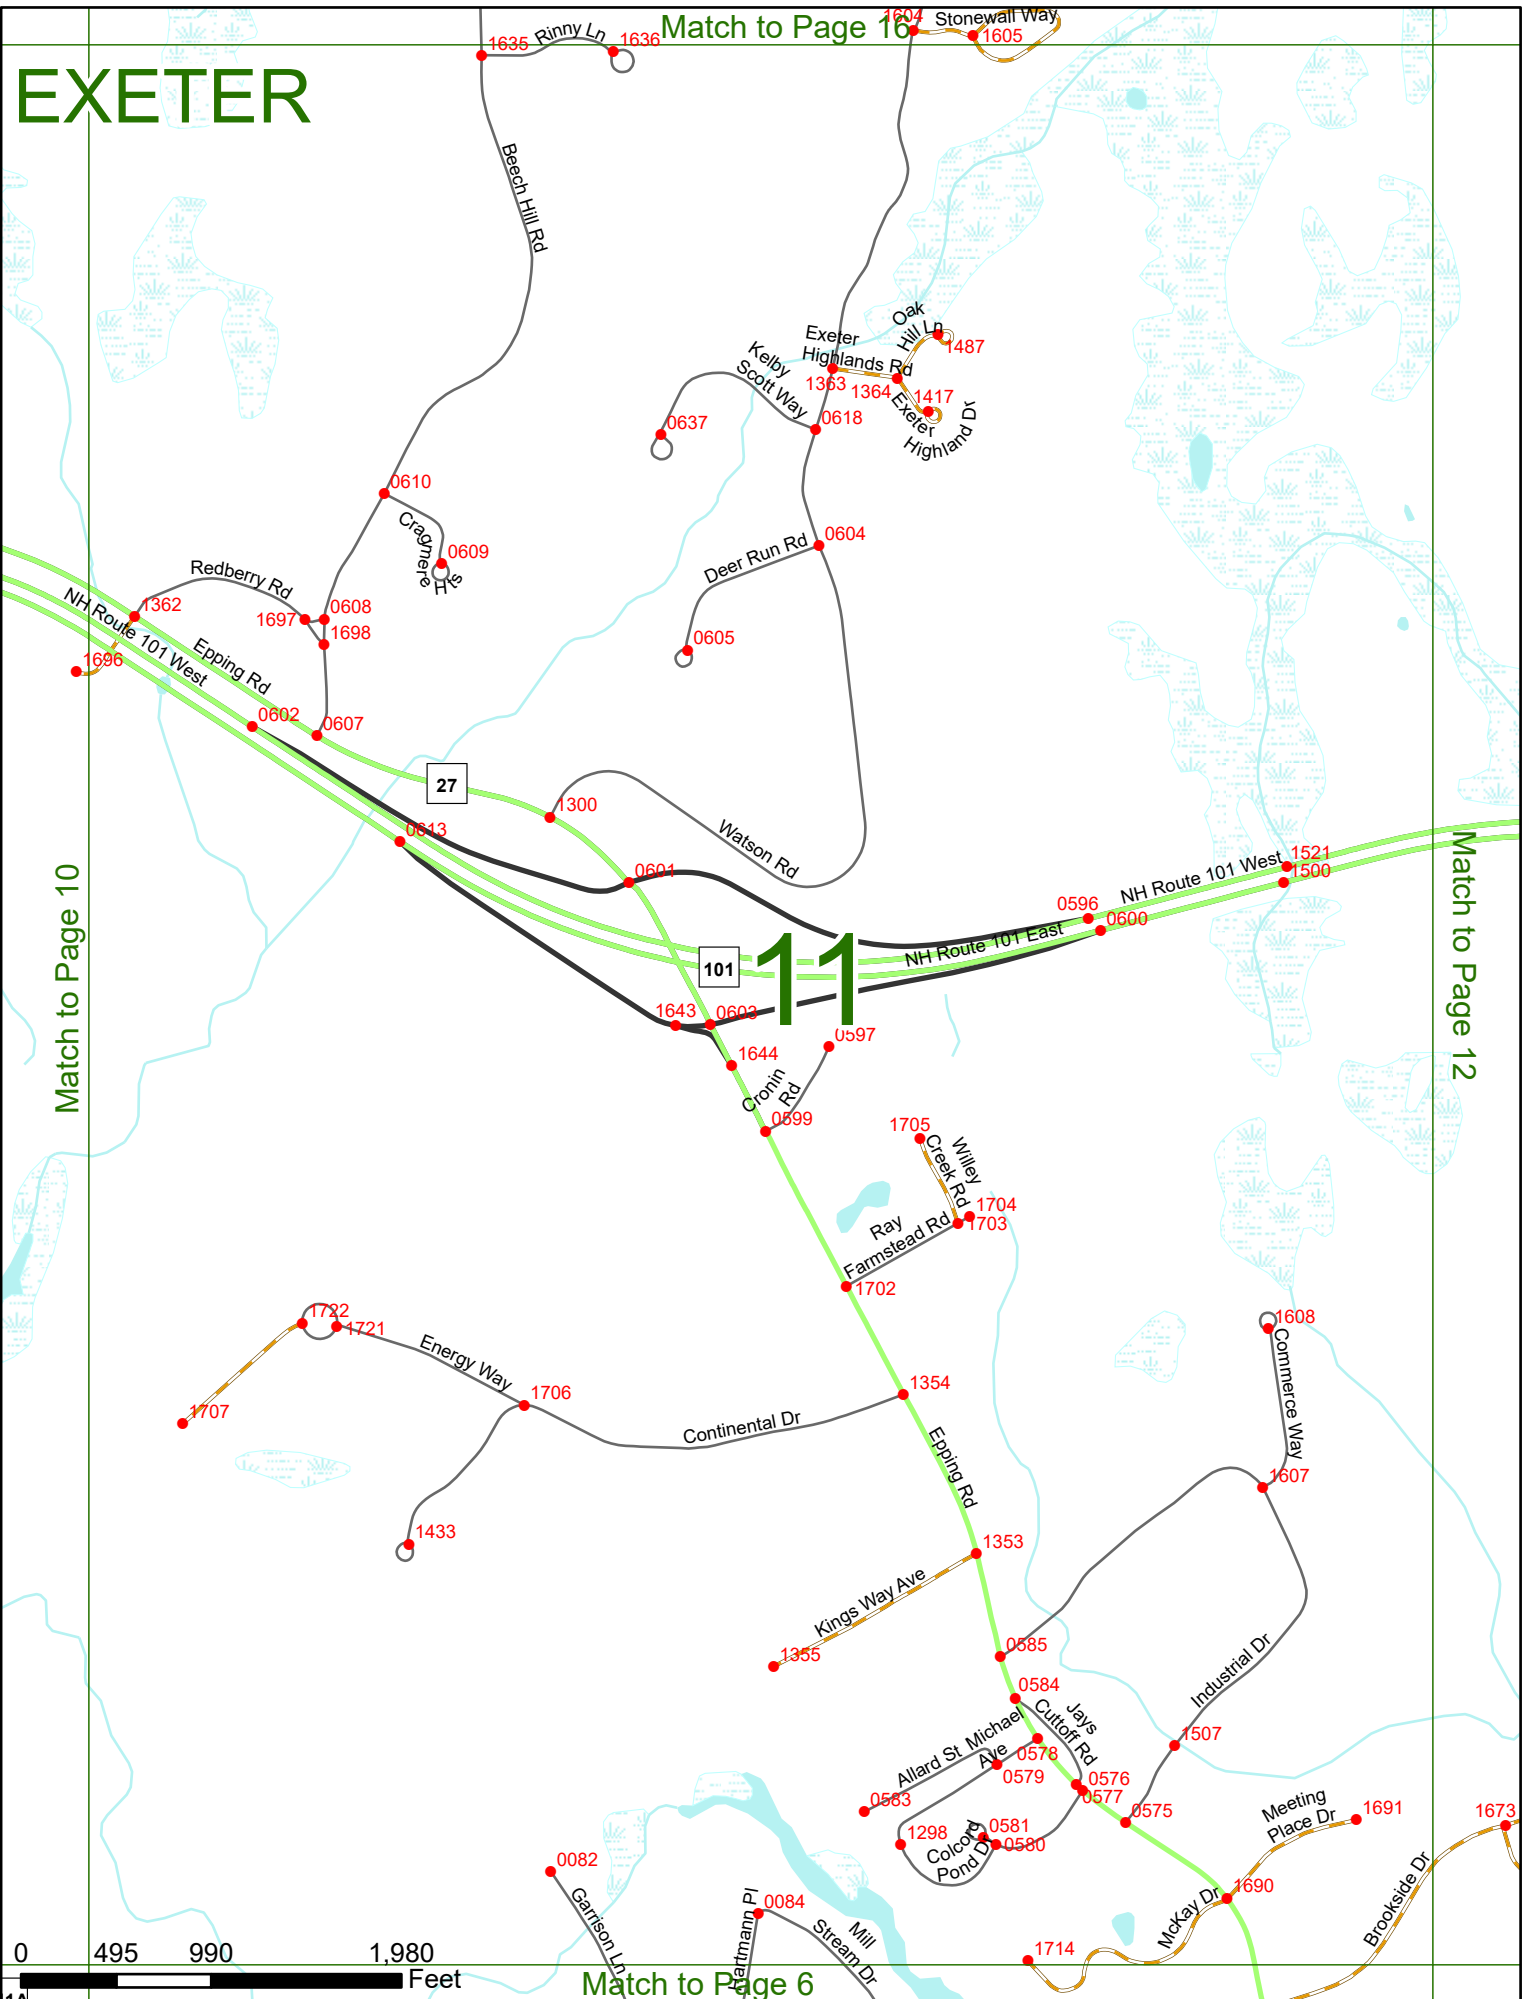 1604
Stonewall Way
Match to Page 16
1605
1635
Rinny Ln
1636
EXETER
Beech Hill Rd
Oak
Hill Ln
1487
Exeter
Highlands Rd
1363
1364
1417
Exeter
Highland Dr
Kelby
Scott Way
0618
0637
0610
Cragmere
Hts
0609
0604
Deer Run Rd
0605
Redberry Rd
1362
1697
0608
1698
NH Route 101 West
1696
Epping Rd
0602
0607
27
1300
0613
Watson Rd
0601
NH Route 101 West
1521
1500
0596
0600
NH Route 101 East
Match to Page 10
Match to Page 12
101
11
1643
0603
0597
1644
Cronin
Rd
0599
1705
Willey
Creek Rd
1704
1703
Ray
Farmstead Rd
1702
1722
1721
Energy Way
1706
1707
1354
Continental Dr
1608
Commerce Way
Epping Rd
1607
1433
1353
Kings Way Ave
1355
0585
Industrial Dr
0584
Jays
Cuttoff Rd
1507
Allard St
Michael
Ave
0578
0579
0576
0577
0583
0575
1298
0581
Colcord
Pond Dr
0580
Meeting
Place Dr
1691
1673
0082
Garrison Ln
Hartmann Pl
0084
Mill
Stream Dr
McKay Dr
1690
Brookside Dr
1714
0
495
990
1,980
Feet
Match to Page 6
1A